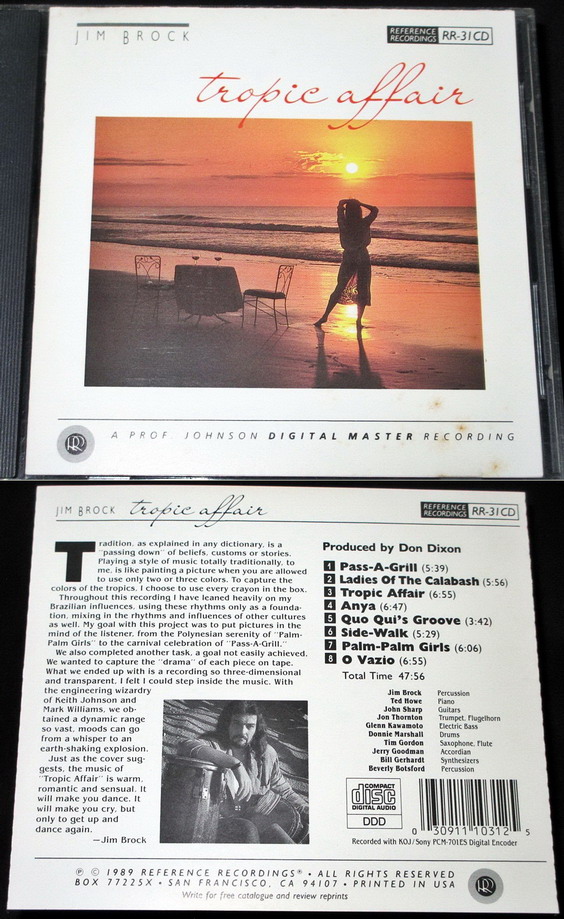 JIM BROCK
REFERENCE
RECORDINGS
RR-31CD
tropic affair
RR
A PROF. JOHNSON DIGITAL MASTER RECORDING
JIM BROCK tropic affair
REFERENCE
RECORDINGS
RR-31CD
Tradition, as explained in any dictionary, is a
"passing down" of beliefs, customs or stories.
Playing a style of music totally traditionally, to
me, is like painting a picture when you are allowed
to use only two or three colors. To capture the
colors of the tropics, I choose to use every crayon in the box.
Throughout this recording I have leaned heavily on my
Brazilian influences, using these rhythms only as a founda-
tion, mixing in the rhythms and influences of other cultures
as well. My goal with this project was to put pictures in the
mind of the listener, from the Polynesian serenity of "Palm-
Palm Girls" to the carnival celebration of "Pass-A-Grill."
We also completed another task, a goal not easily achieved.
We wanted to capture the "drama" of each piece on tape.
What we ended up with is a recording so three-dimensional
and transparent, I felt I could step inside the music. With
the engineering wizardry
of Keith Johnson and
Mark Williams, we ob-
tained a dynamic range
so vast, moods can go
from a whisper to an
earth-shaking explosion.
Just as the cover sug-
gests, the music of
"Tropic Affair" is warm,
romantic and sensual. It
will make you dance. It
will make you cry, but
only to get up and
dance again.
—Jim Brock
Produced by Don Dixon
1 Pass-A-Grill (5:39)
2 Ladies Of The Calabash (5:56)
3 Tropic Affair (6:55)
4 Anya (6:47)
5 Quo Qui's Groove (3:42)
6 Side-Walk (5:29)
7 Palm-Palm Girls (6:06)
8 O Vazio (6:55)
Total Time 47:56
Jim Brock Percussion
Ted Howe Piano
John Sharp Guitars
Jon Thornton Trumpet, Flugelhorn
Glenn Kawamoto Electric Bass
Donnie Marshall Drums
Tim Gordon Saxophone, Flute
Jerry Goodman Accordian
Bill Gerhardt Synthesizers
Beverly Botsford Percussion
COMPACT
disc
DIGITAL AUDIO
DDD
0 30911 10312 5
Recorded with KOJ/Sony PCM-701ES Digital Encoder
℗ © 1989 REFERENCE RECORDINGS® • ALL RIGHTS RESERVED
BOX 77225X • SAN FRANCISCO, CA 94107 • PRINTED IN USA
Write for free catalogue and review reprints
RR